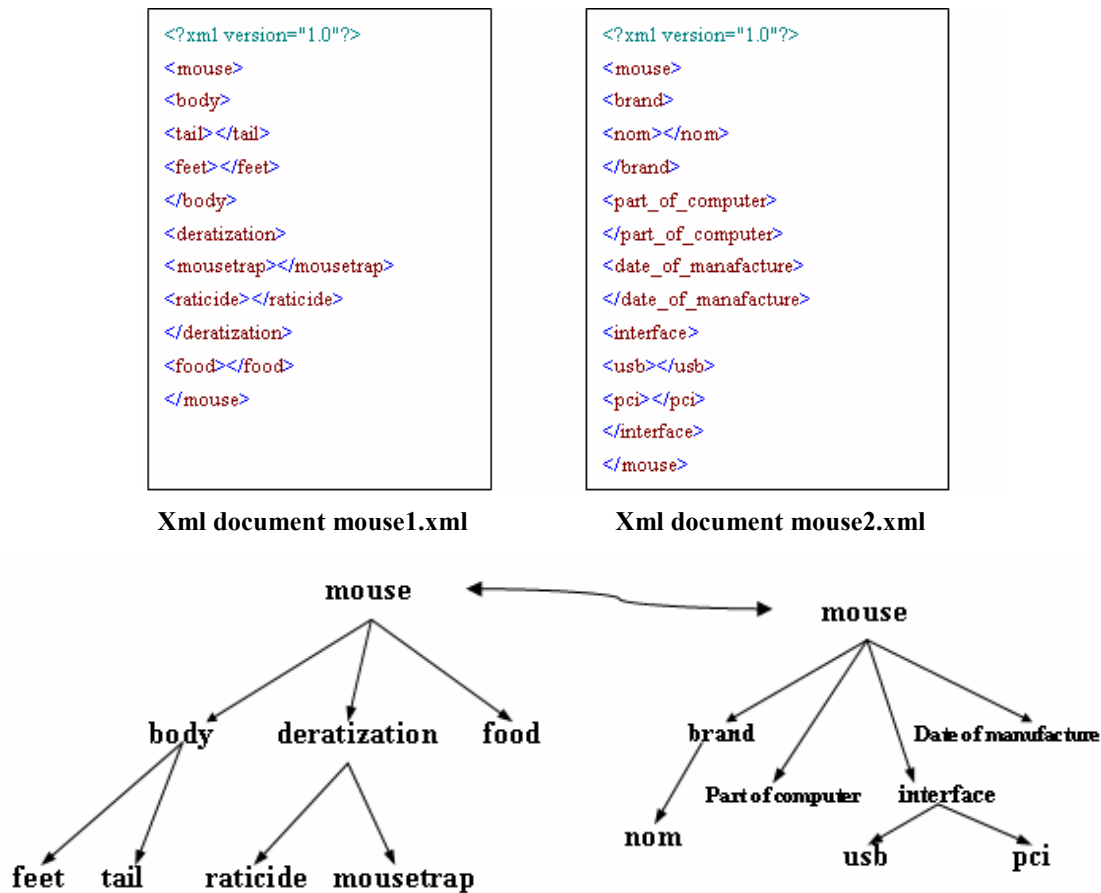 <?xml version="1.0"?>
<mouse>
<body>
<tail></tail>
<feet></feet>
</body>
<deratization>
<mousetrap></mousetrap>
<raticide></raticide>
</deratization>
<food></food>
</mouse>
<?xml version="1.0"?>
<mouse>
<brand>
<nom></nom>
</brand>
<part_of_computer>
</part_of_computer>
<date_of_manafacture>
</date_of_manafacture>
<interface>
<usb></usb>
<pci></pci>
</interface>
</mouse>
Xml document mouse1.xml
Xml document mouse2.xml
mouse
mouse
body deratization food
brand Date of manufacture
Part of computer interface
nom usb pci
feet tail raticide mousetrap